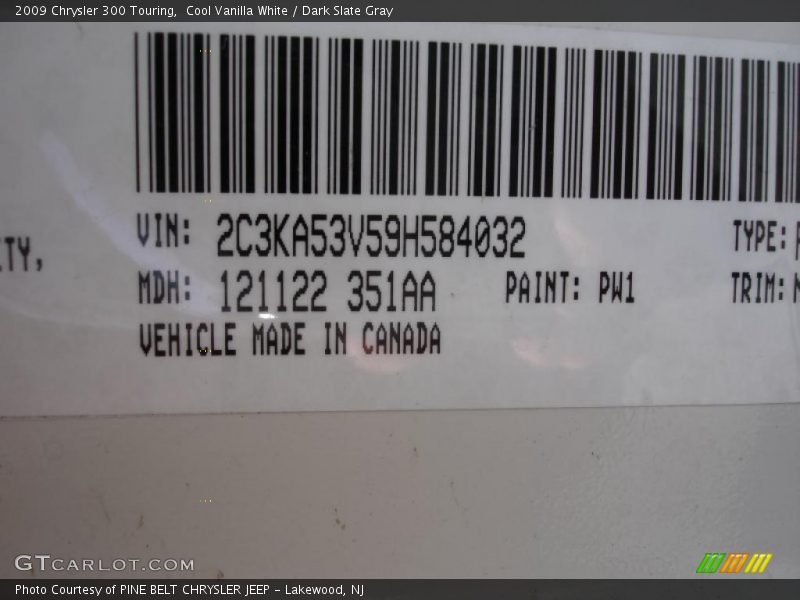 2009 Chrysler 300 Touring,  Cool Vanilla White / Dark Slate Gray
ITY,
VIN: 2C3KA53V59H584032
TYPE:
MDH: 121122 351AA
PAINT: PW1
TRIM:
VEHICLE MADE IN CANADA
GTCARLOT.COM
Photo Courtesy of PINE BELT CHRYSLER JEEP - Lakewood, NJ